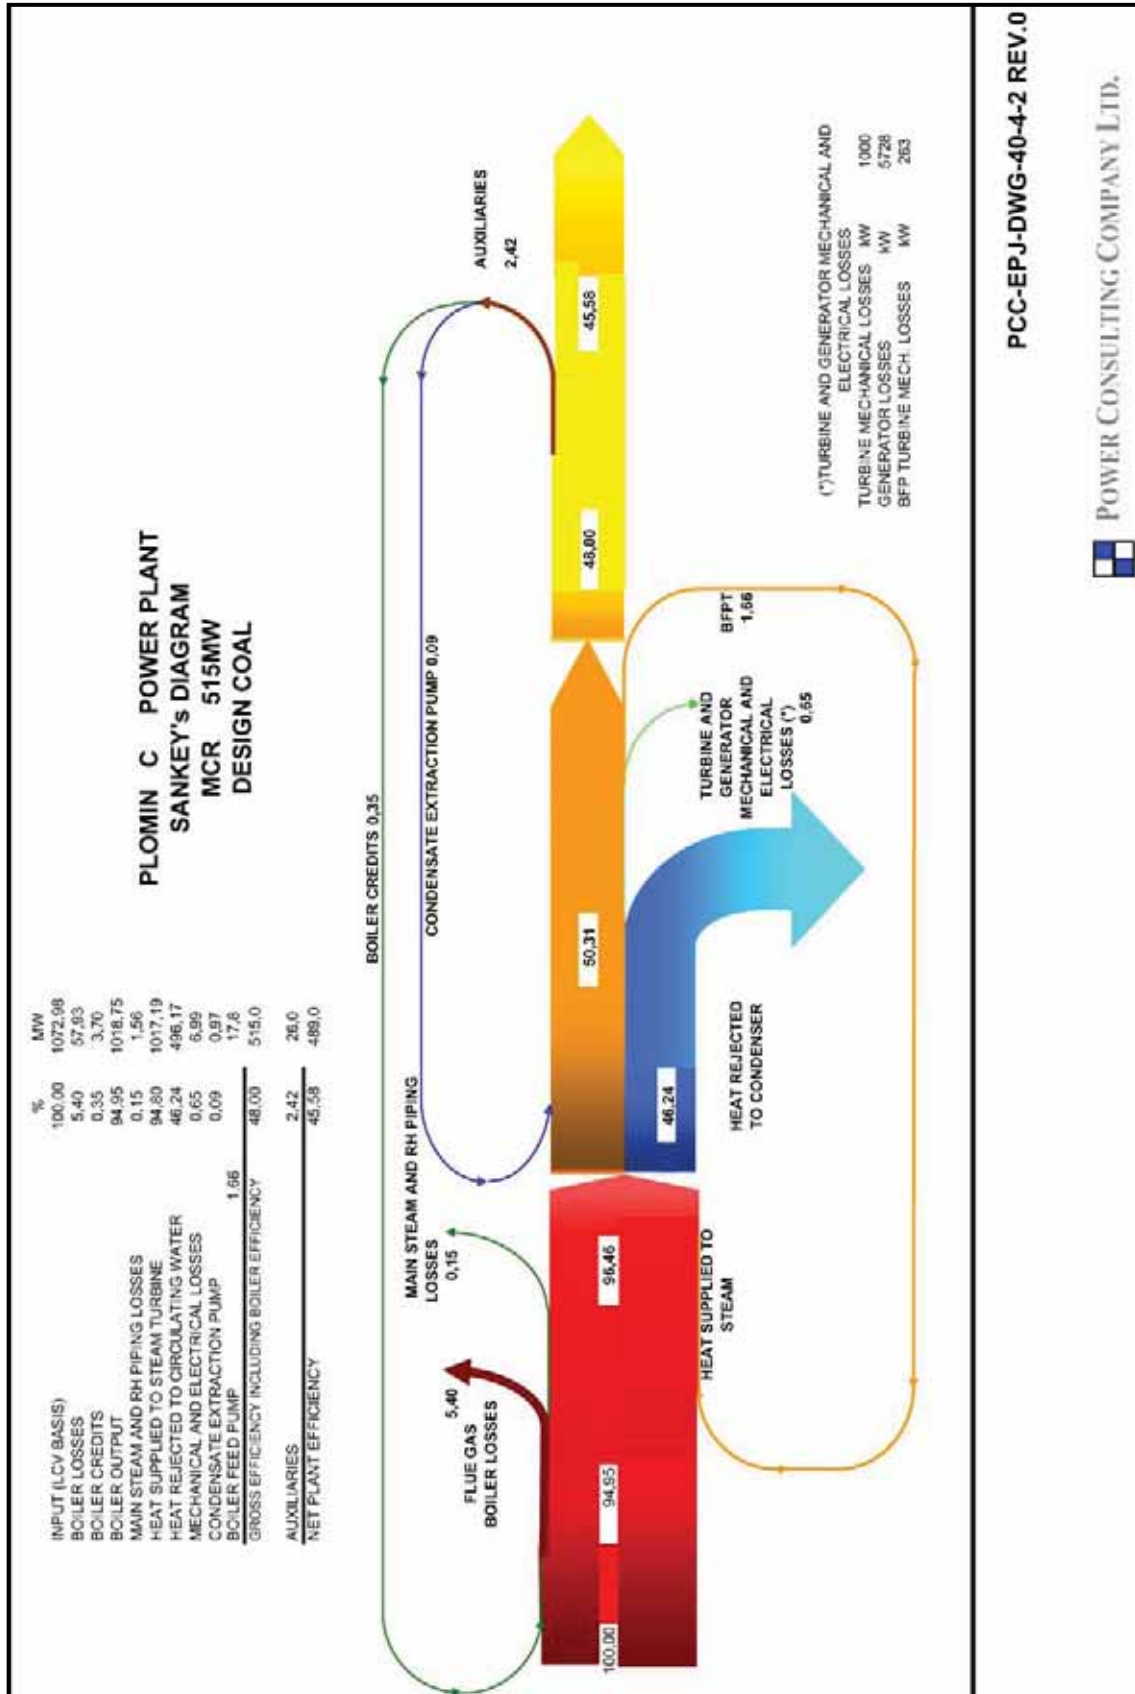 PLOMIN C POWER PLANT
SANKEY's DIAGRAM
MCR 515MW
DESIGN COAL
% MW
INPUT (LCV BASIS) 100,00 1072,98
BOILER LOSSES 5,40 57,93
BOILER CREDITS 0,35 3,70
BOILER OUTPUT 94,95 1018,75
MAIN STEAM AND RH PIPING LOSSES 0,15 1,56
HEAT SUPPLIED TO STEAM TURBINE 94,80 1017,19
HEAT REJECTED TO CIRCULATING WATER 46,24 496,17
MECHANICAL AND ELECTRICAL LOSSES 0,65 6,99
CONDENSATE EXTRACTION PUMP 0,09 0,97
BOILER FEED PUMP 1,66 17,8
GROSS EFFICIENCY INCLUDING BOILER EFFICIENCY 48,00 515,0
AUXILIARIES 2,42 26,0
NET PLANT EFFICIENCY 45,58 489,0
BOILER CREDITS 0,35
CONDENSATE EXTRACTION PUMP 0,09
AUXILIARIES
2,42
MAIN STEAM AND RH PIPING
LOSSES
0,15
5,40
FLUE GAS
BOILER LOSSES
100,00
94,95
96,46
50,31
48,00
45,58
46,24
HEAT SUPPLIED TO
STEAM
HEAT REJECTED
TO CONDENSER
TURBINE AND
GENERATOR
MECHANICAL AND
ELECTRICAL
LOSSES (*)
0,65
BFPT
1,66
(*)TURBINE AND GENERATOR MECHANICAL AND
ELECTRICAL LOSSES
TURBINE MECHANICAL LOSSES kW 1000
GENERATOR LOSSES kW 5728
BFP TURBINE MECH. LOSSES kW 263
PCC-EPJ-DWG-40-4-2 REV.0
POWER CONSULTING COMPANY LTD.